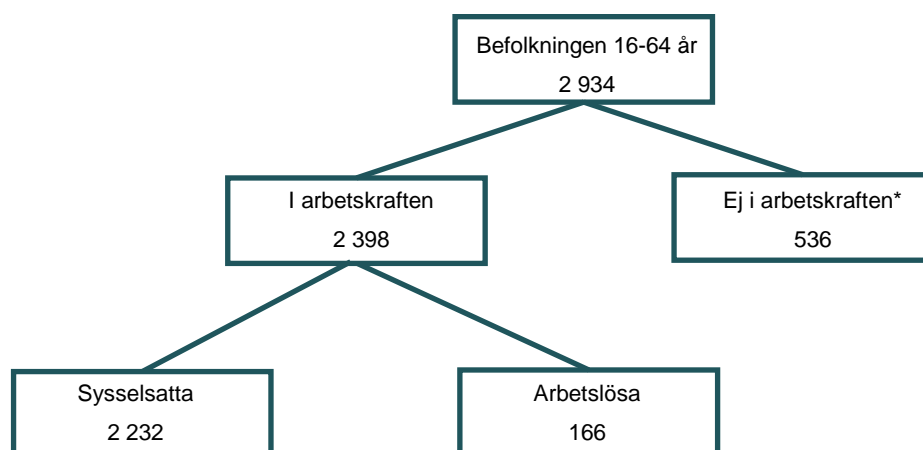 Befolkningen 16-64 år
2 934
I arbetskraften
2 398
Ej i arbetskraften*
536
Sysselsatta
2 232
Arbetslösa
166